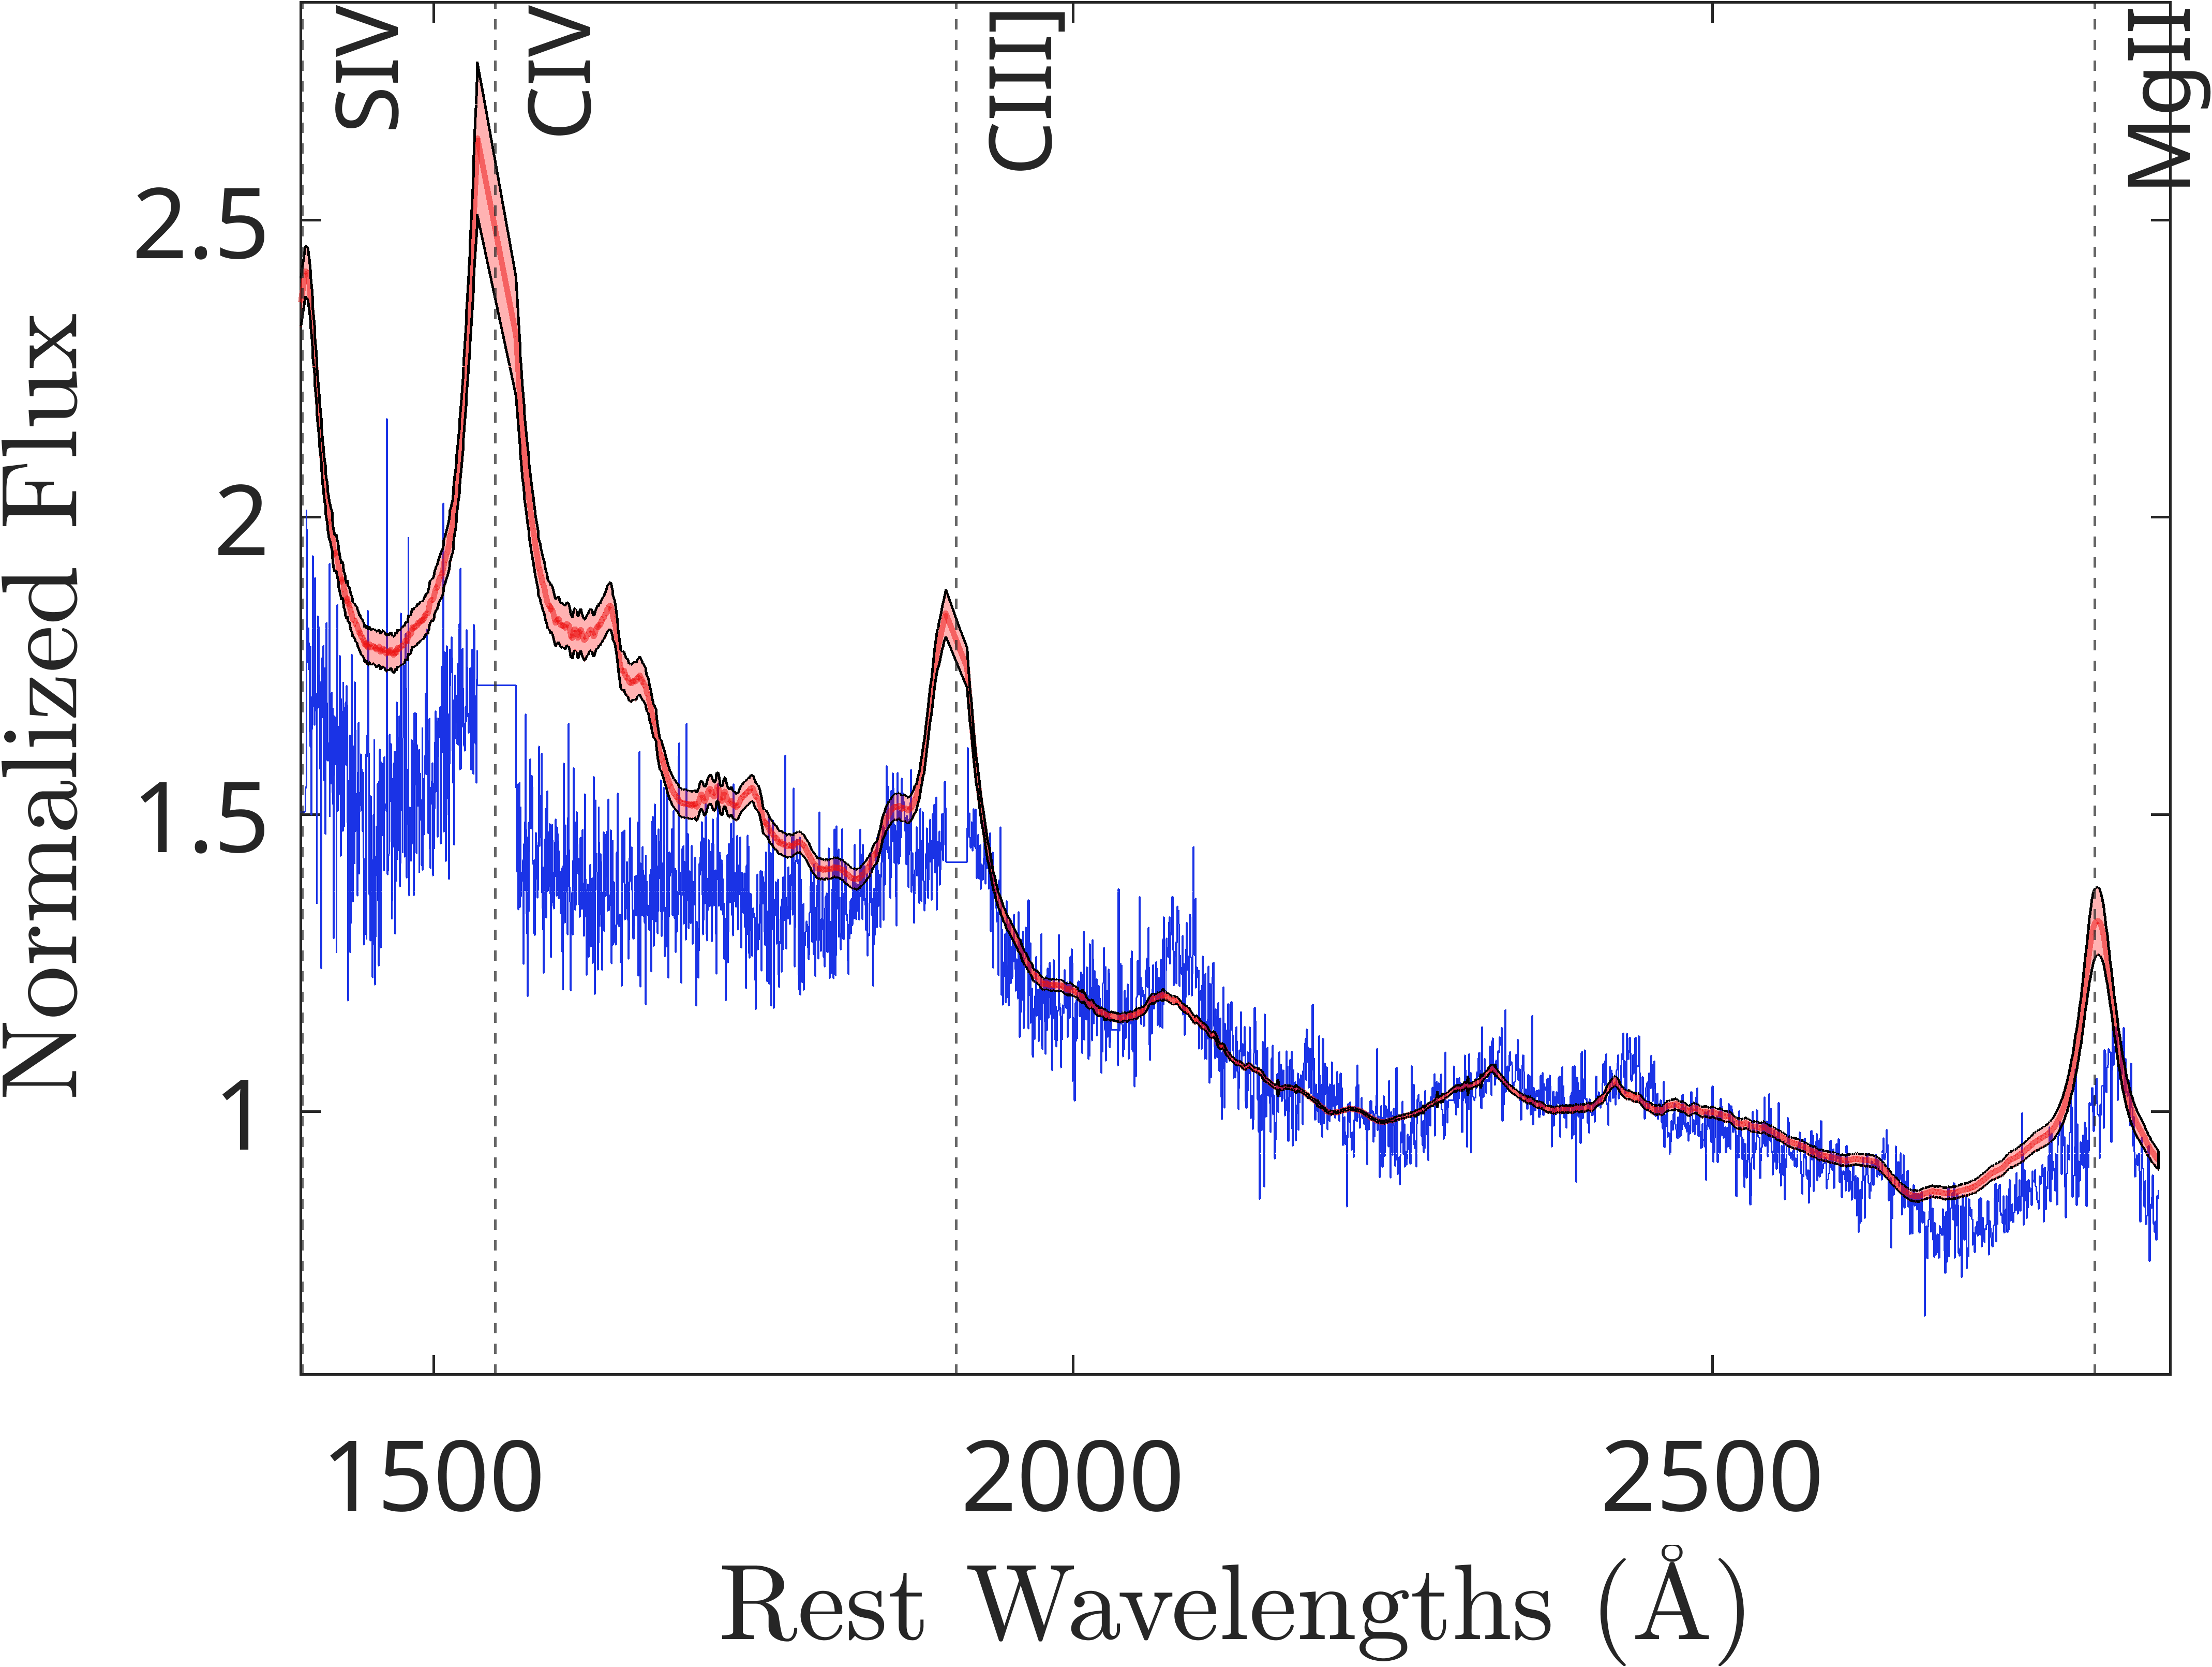 SIV
CIV
CIII]
MgII
2.5
2
1.5
1
Normalized Flux
1500
2000
2500
Rest Wavelengths (Å)